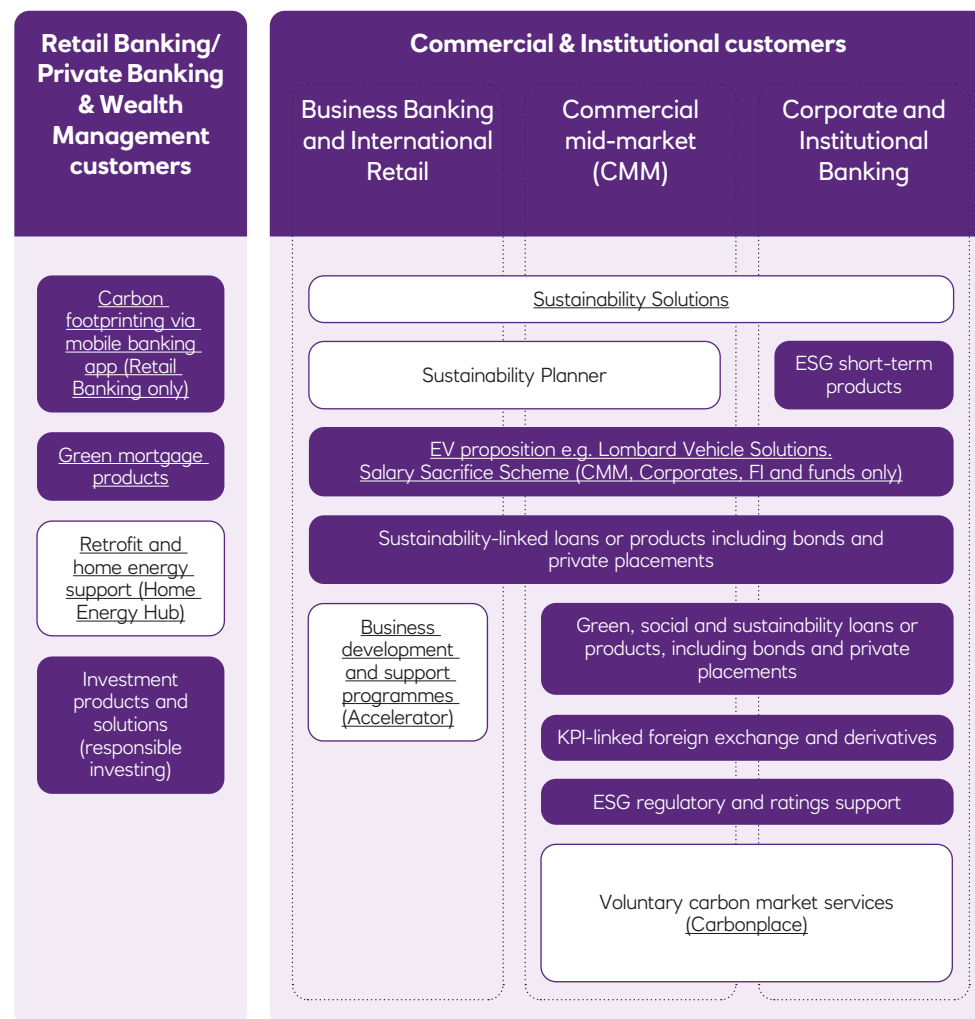 Retail Banking/
Private Banking
& Wealth
Management
customers
Commercial & Institutional customers
Business Banking
and International
Retail
Commercial
mid-market
(CMM)
Corporate and
Institutional
Banking
Carbon
footprinting via
mobile banking
app (Retail
Banking only)
Green mortgage
products
Retrofit and
home energy
support (Home
Energy Hub)
Investment
products and
solutions
(responsible
investing)
Sustainability Solutions
Sustainability Planner
ESG short-term
products
EV proposition e.g. Lombard Vehicle Solutions.
Salary Sacrifice Scheme (CMM, Corporates, FI and funds only)
Sustainability-linked loans or products including bonds and
private placements
Business
development
and support
programmes
(Accelerator)
Green, social and sustainability loans or
products, including bonds and private
placements
KPI-linked foreign exchange and derivatives
ESG regulatory and ratings support
Voluntary carbon market services
(Carbonplace)